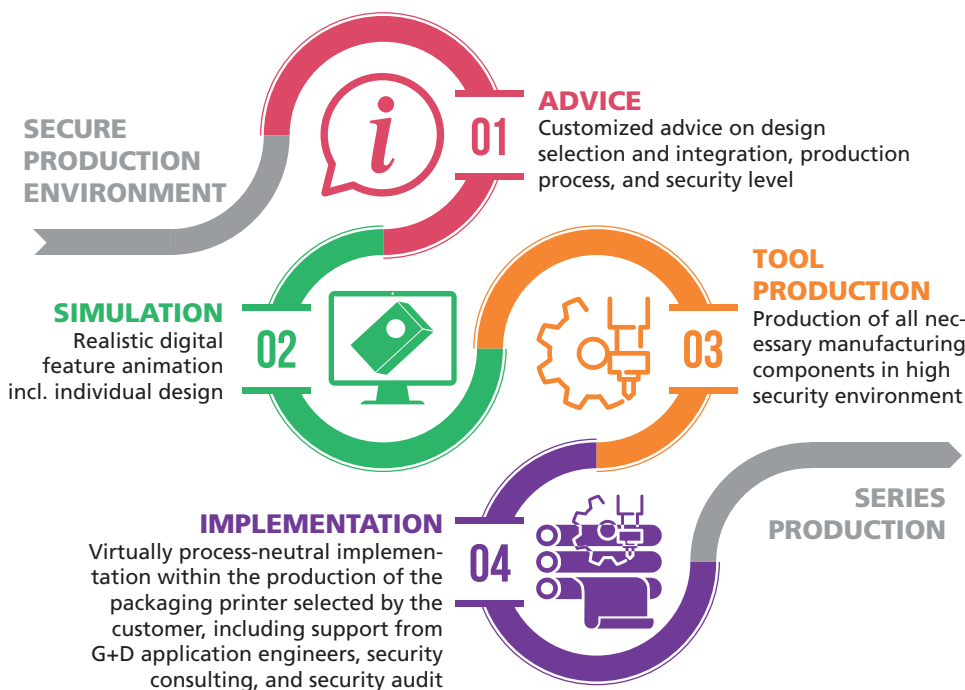 SECURE
PRODUCTION
ENVIRONMENT
i
01
ADVICE
Customized advice on design
selection and integration, production
process, and security level
SIMULATION
Realistic digital
feature animation
incl. individual design
02
03
TOOL
PRODUCTION
Production of all nec-
essary manufacturing
components in high
security environment
IMPLEMENTATION
Virtually process-neutral implemen-
tation within the production of the
packaging printer selected by the
customer, including support from
G+D application engineers, security
consulting, and security audit
04
SERIES
PRODUCTION